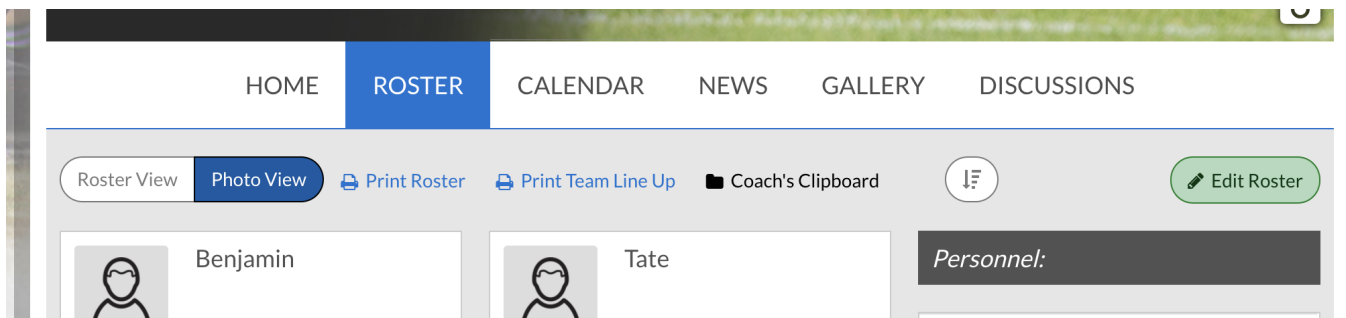 HOME ROSTER CALENDAR NEWS GALLERY DISCUSSIONS
Roster View Photo View Print Roster Print Team Line Up Coach's Clipboard Edit Roster
Benjamin Tate Personnel: